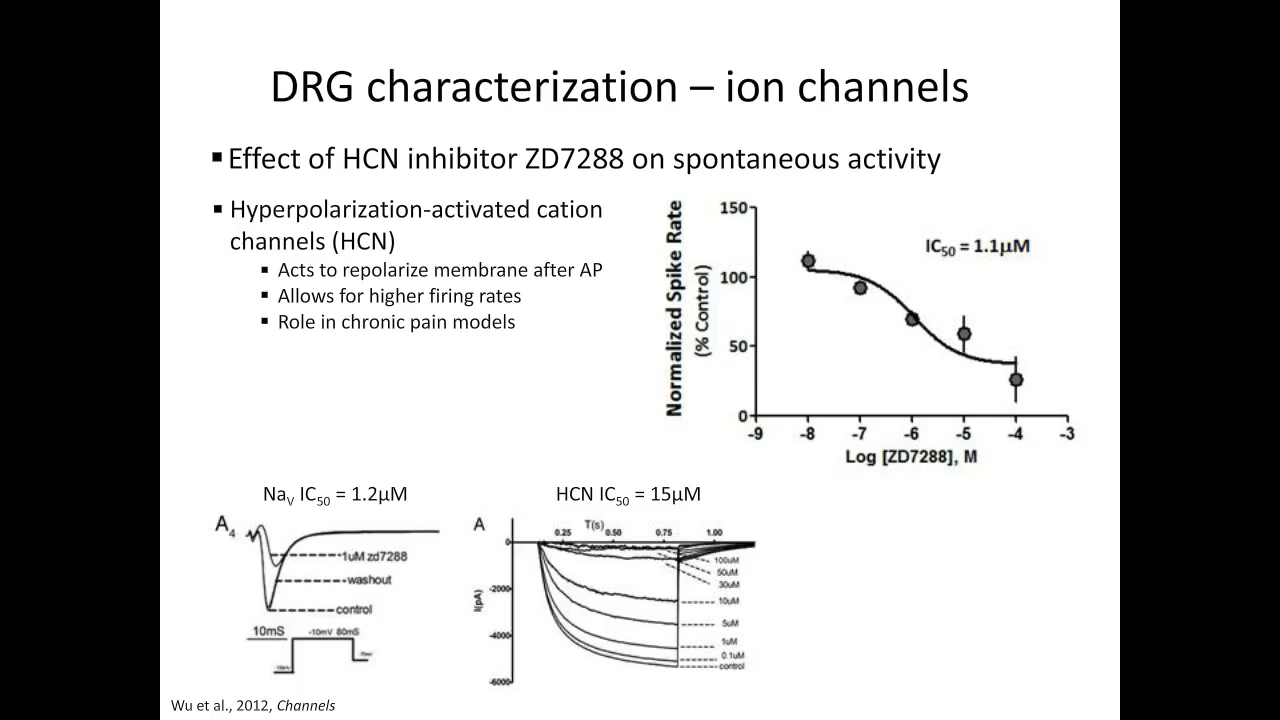 DRG characterization – ion channels
▪ Effect of HCN inhibitor ZD7288 on spontaneous activity
▪ Hyperpolarization-activated cation
channels (HCN)
▪ Acts to repolarize membrane after AP
▪ Allows for higher firing rates
▪ Role in chronic pain models
Normalized Spike Rate
(% Control)
150
100
50
0
IC50 = 1.1μM
-9 -8 -7 -6 -5 -4 -3
Log [ZD7288], M
NaV IC50 = 1.2μM
A4
1uM zd7288
washout
control
10mS
-10mV 80mS
HCN IC50 = 15μM
A
T(s)
0.25 0.50 0.75 1.00
I(pA)
0
-2000
-4000
-6000
100uM
50uM
30uM
10uM
5uM
1uM
0.1uM
control
Wu et al., 2012, Channels